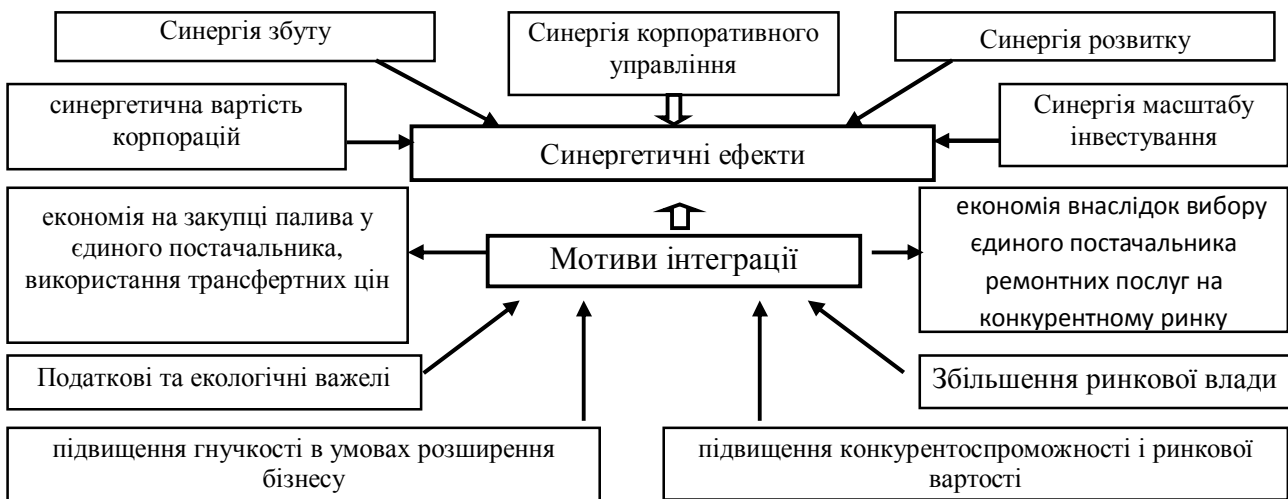 Синергія збуту
Синергія корпоративного
управління
Синергія розвитку
синергетична вартість
корпорацій
Синергетичні ефекти
Синергія масштабу
інвестування
економія на закупці палива у
єдиного постачальника,
використання трансфертних цін
Мотиви інтеграції
економія внаслідок вибору
єдиного постачальника
ремонтних послуг на
конкурентному ринку
Податкові та екологічні важелі
Збільшення ринкової влади
підвищення гнучкості в умовах розширення
бізнесу
підвищення конкурентоспроможності і ринкової
вартості